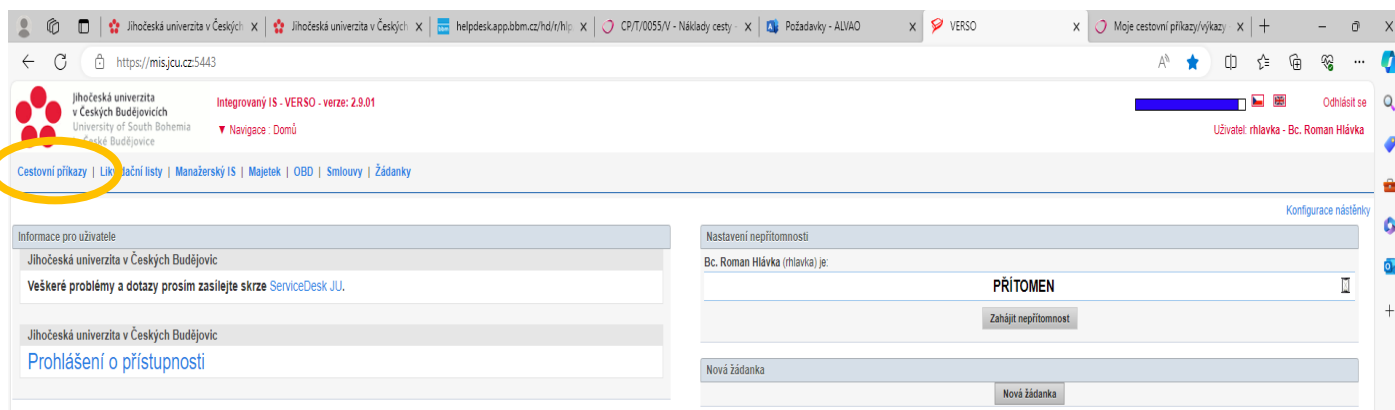 Jihočeská univerzita v Českých
Jihočeská univerzita v Českých
helpdesk.app.bbm.cz/hd/r/hlp
CP/T/0055/V - Náklady cesty -
Požadavky - ALVAO
VERSO
Moje cestovní příkazy/výkazy
https://mis.jcu.cz:5443
Jihočeská univerzita
v Českých Budějovicích
University of South Bohemia
České Budějovice
Integrovaný IS - VERSO - verze: 2.9.01
▼ Navigace : Domů
Odhlásit se
Uživatel: rhlavka - Bc. Roman Hlávka
Cestovní příkazy | Likvidační listy | Manažerský IS | Majetek | OBD | Smlouvy | Žádanky
Konfigurace nástěnky
Informace pro uživatele
Jihočeská univerzita v Českých Budějovic
Veškeré problémy a dotazy prosím zasílejte skrze ServiceDesk JU.
Jihočeská univerzita v Českých Budějovic
Prohlášení o přístupnosti
Nastavení nepřítomnosti
Bc. Roman Hlávka (rhlavka) je:
PŘÍTOMEN
Zahájit nepřítomnost
Nová žádanka
Nová žádanka